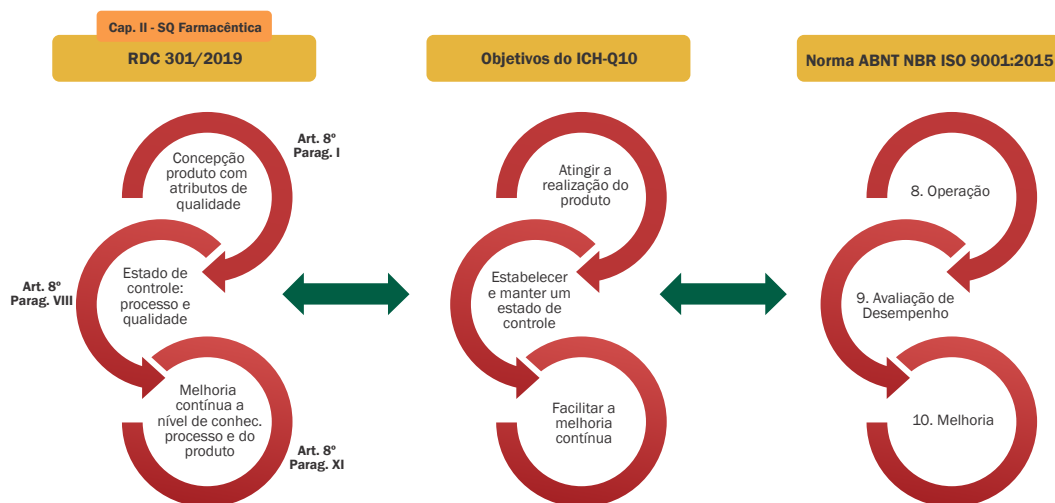 Cap. II - SQ Farmacêutica
RDC 301/2019
Art. 8º
Parag. I
Concepção
produto com
atributos de
qualidade
Art. 8º
Parag. VIII
Estado de
controle:
processo e
qualidade
Melhoria
contínua a
nível de conhec.
processo e do
produto
Art. 8º
Parag. XI
Objetivos do ICH-Q10
Atingir a
realização do
produto
Estabelecer
e manter um
estado de
controle
Facilitar a
melhoria
contínua
Norma ABNT NBR ISO 9001:2015
8. Operação
9. Avaliação de
Desempenho
10. Melhoria